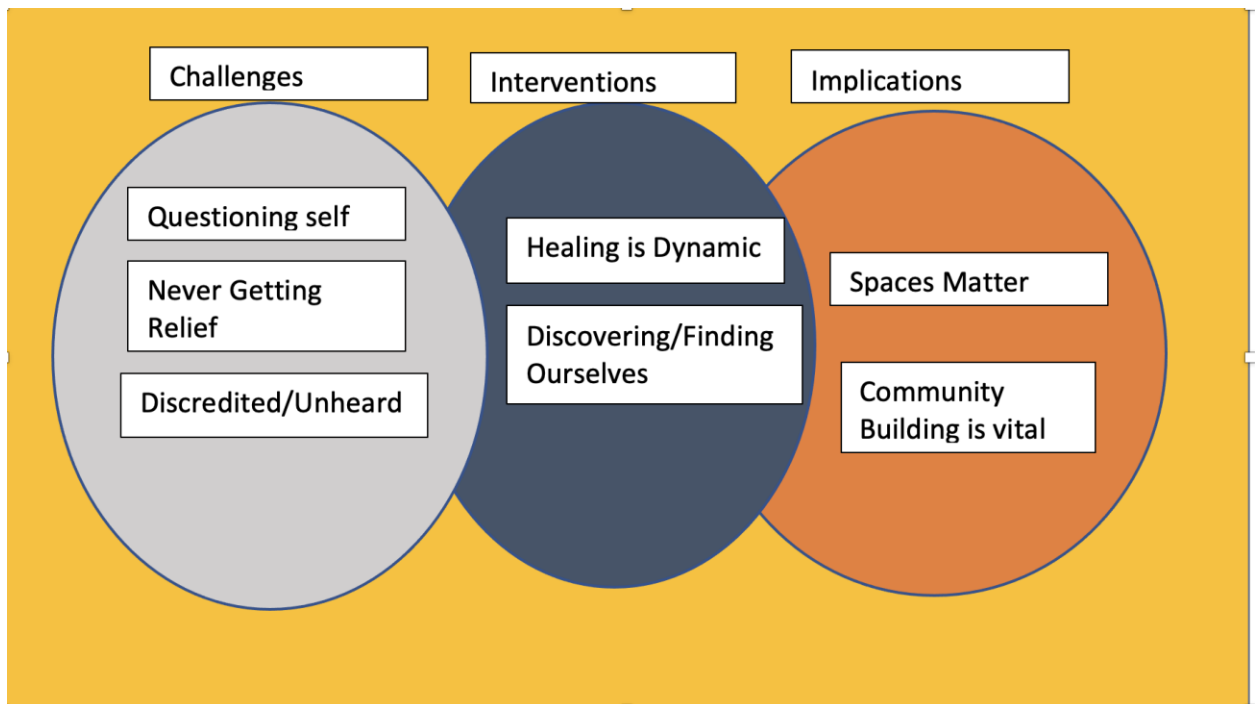 Challenges
Questioning self
Never Getting
Relief
Discredited/Unheard
Interventions
Healing is Dynamic
Discovering/Finding
Ourselves
Implications
Spaces Matter
Community
Building is vital